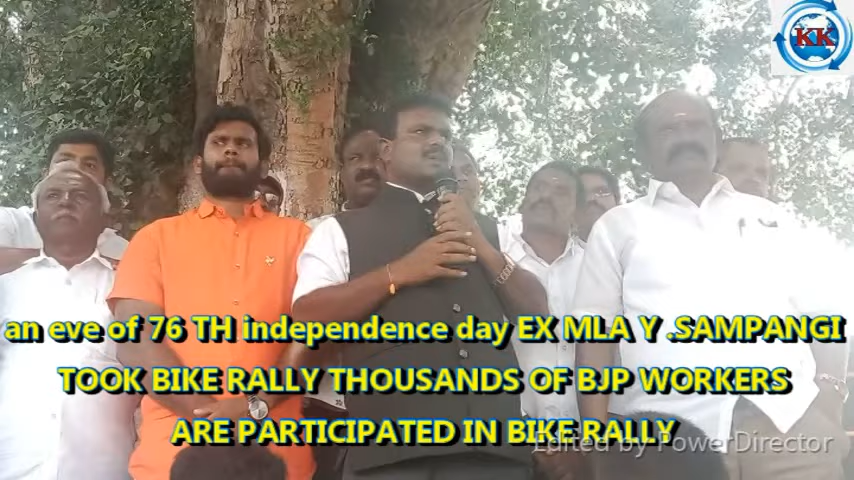 KK
an eve of 76 TH independence day EX MLA Y .SAMPANGI
TOOK BIKE RALLY THOUSANDS OF BJP WORKERS
ARE PARTICIPATED IN BIKE RALLY
Edited by PowerDirector